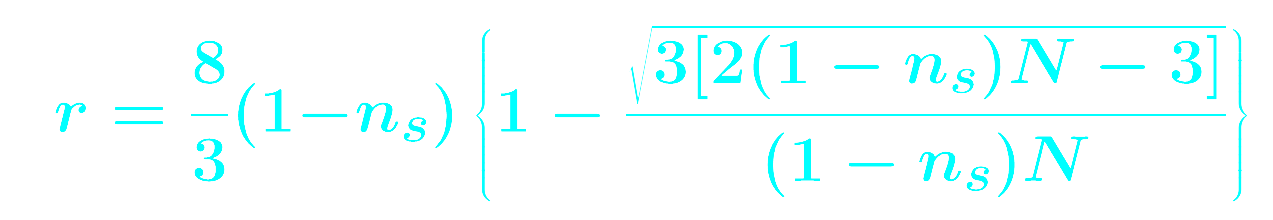 r = \frac{8}{3}(1-n_s)\left\{1 - \frac{\sqrt{3[2(1-n_s)N-3]}}{(1-n_s)N}\right\}